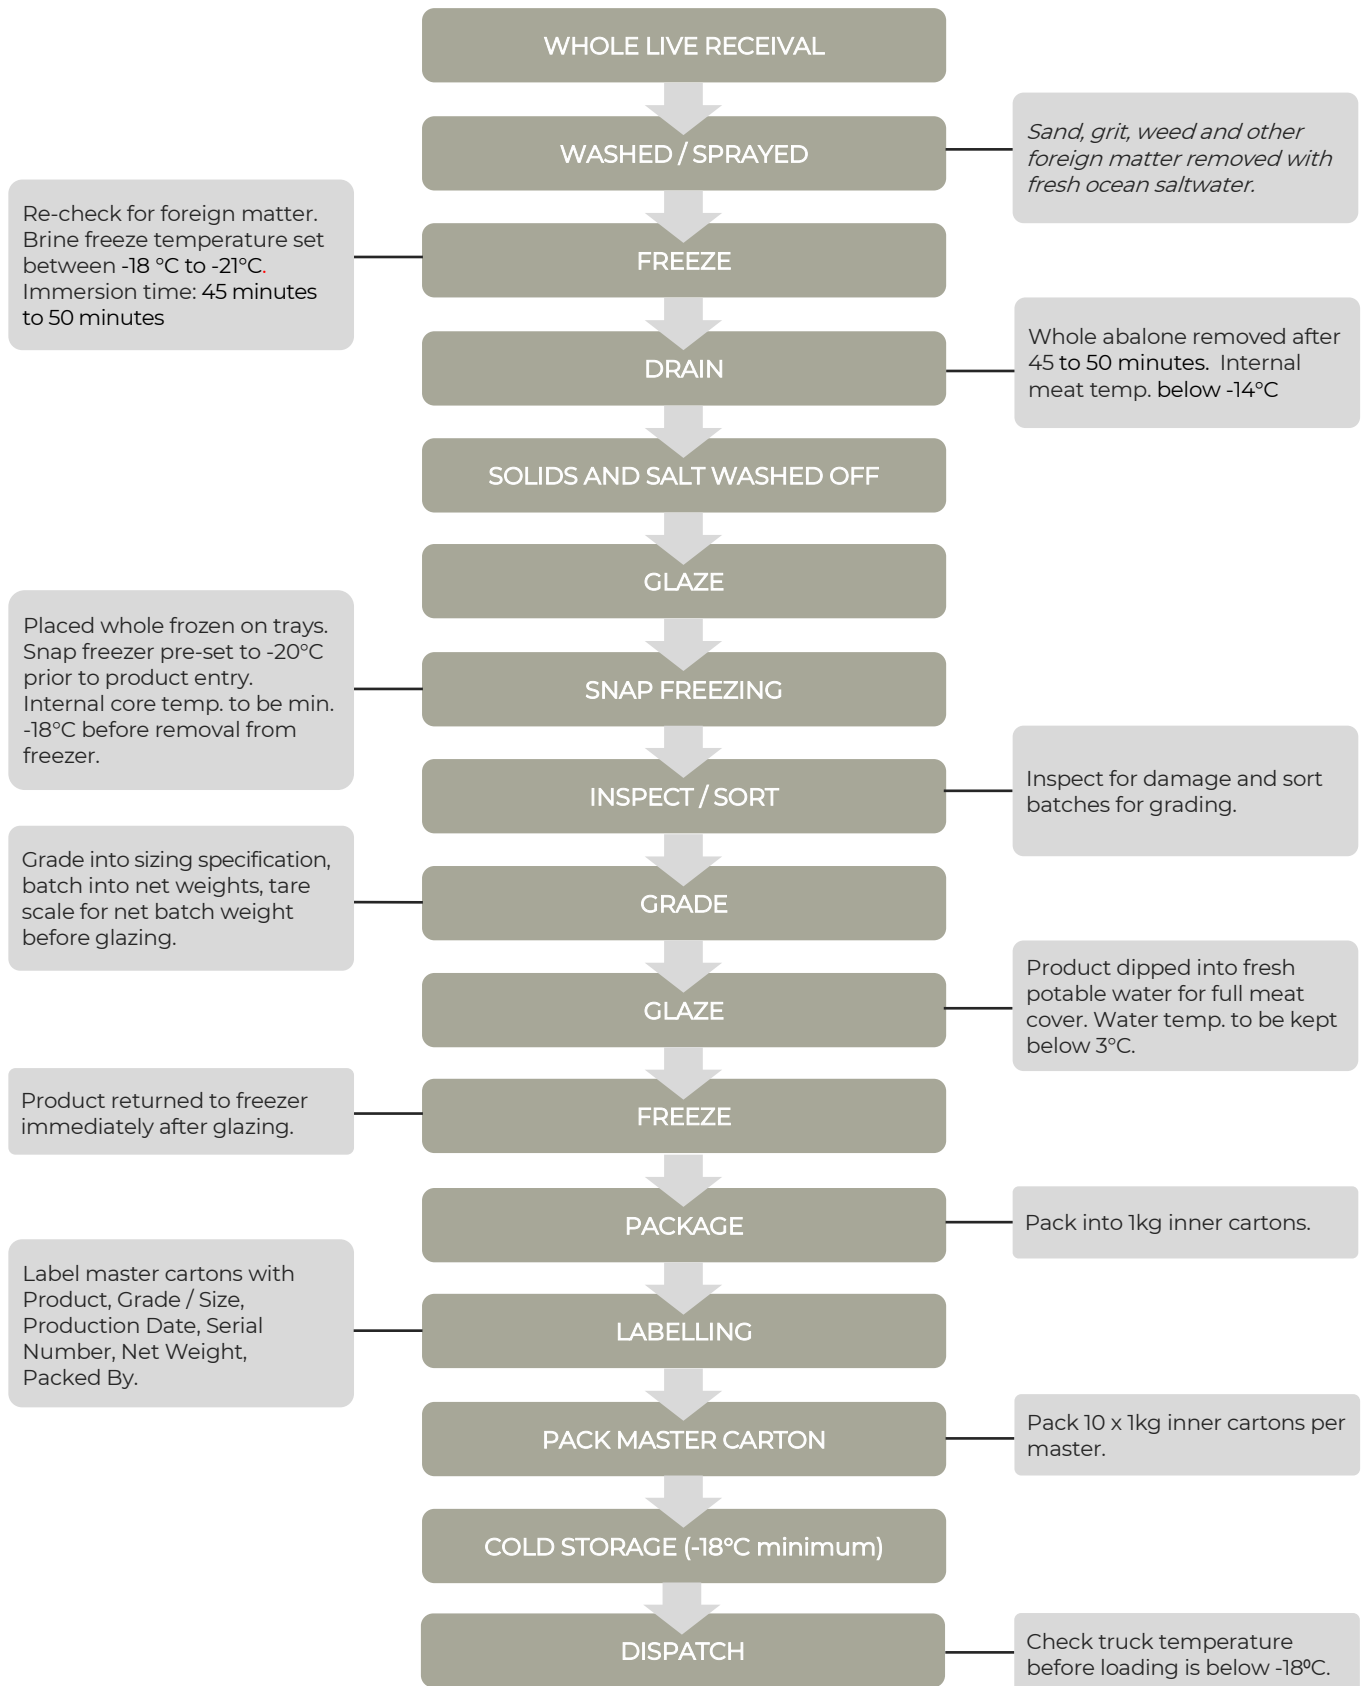 WHOLE LIVE RECEIVAL
WASHED / SPRAYED
Sand, grit, weed and other
foreign matter removed with
fresh ocean saltwater.
Re-check for foreign matter.
Brine freeze temperature set
between -18 °C to -21°C.
Immersion time: 45 minutes
to 50 minutes
FREEZE
DRAIN
Whole abalone removed after
45 to 50 minutes. Internal
meat temp. below -14°C
SOLIDS AND SALT WASHED OFF
GLAZE
Placed whole frozen on trays.
Snap freezer pre-set to -20°C
prior to product entry.
Internal core temp. to be min.
-18°C before removal from
freezer.
SNAP FREEZING
INSPECT / SORT
Inspect for damage and sort
batches for grading.
Grade into sizing specification,
batch into net weights, tare
scale for net batch weight
before glazing.
GRADE
GLAZE
Product dipped into fresh
potable water for full meat
cover. Water temp. to be kept
below 3°C.
Product returned to freezer
immediately after glazing.
FREEZE
PACKAGE
Pack into 1kg inner cartons.
Label master cartons with
Product, Grade / Size,
Production Date, Serial
Number, Net Weight,
Packed By.
LABELLING
PACK MASTER CARTON
Pack 10 x 1kg inner cartons per
master.
COLD STORAGE (-18°C minimum)
DISPATCH
Check truck temperature
before loading is below -18⁰C.